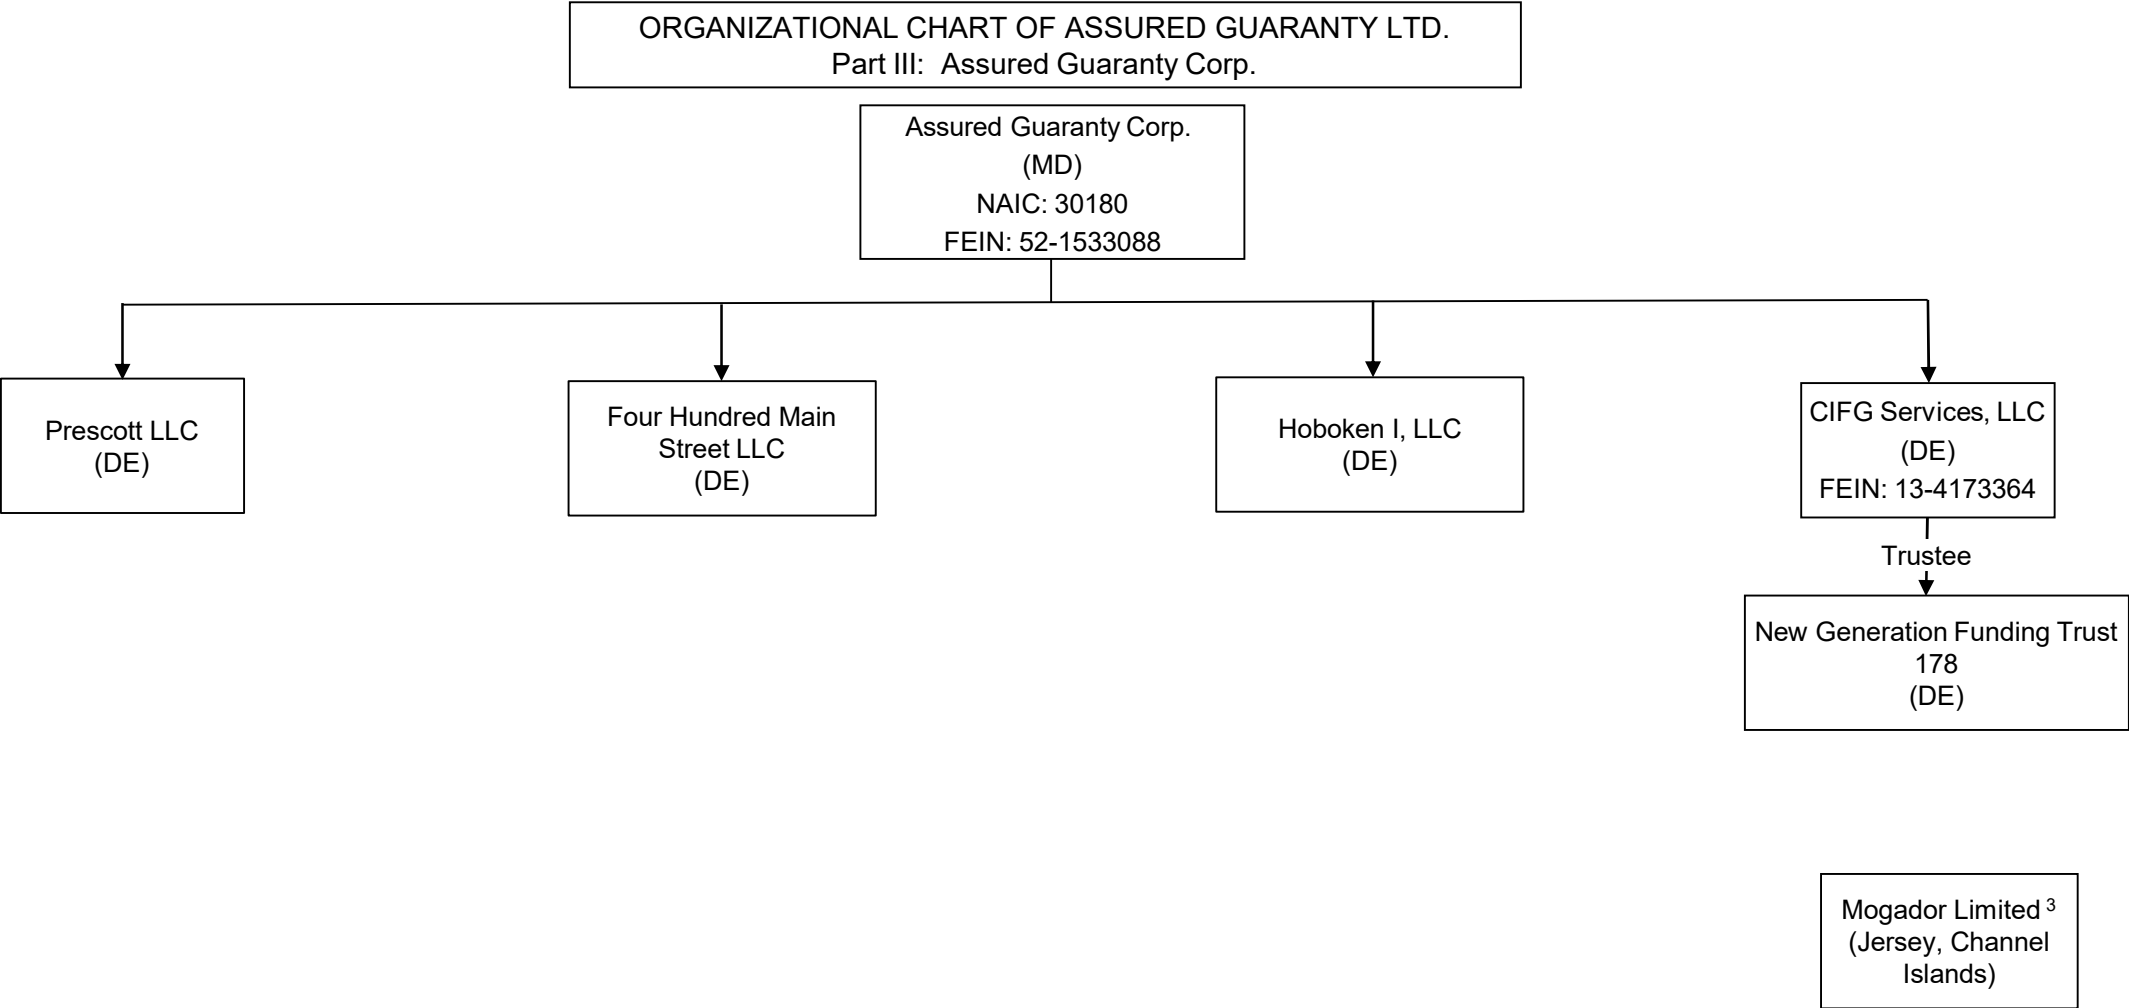 ORGANIZATIONAL CHART OF ASSURED GUARANTY LTD.
Part III: Assured Guaranty Corp.
Assured Guaranty Corp.
(MD)
NAIC: 30180
FEIN: 52-1533088
Prescott LLC
(DE)
Four Hundred Main
Street LLC
(DE)
Hoboken I, LLC
(DE)
CIFG Services, LLC
(DE)
FEIN: 13-4173364
Trustee
New Generation Funding Trust
178
(DE)
Mogador Limited 3
(Jersey, Channel
Islands)